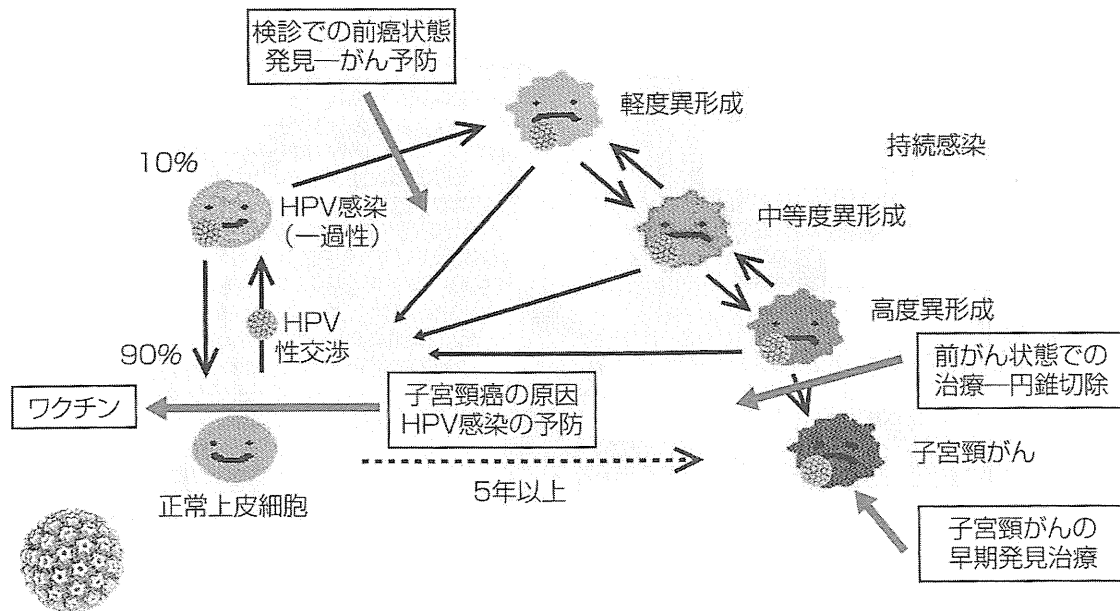 検診での前癌状態
発見―がん予防
軽度異形成
持続感染
10%
HPV感染
(一過性)
中等度異形成
HPV
性交渉
高度異形成
90%
前がん状態での
治療―円錐切除
ワクチン
子宮頸癌の原因
HPV感染の予防
子宮頸がん
5年以上
正常上皮細胞
子宮頸がんの
早期発見治療